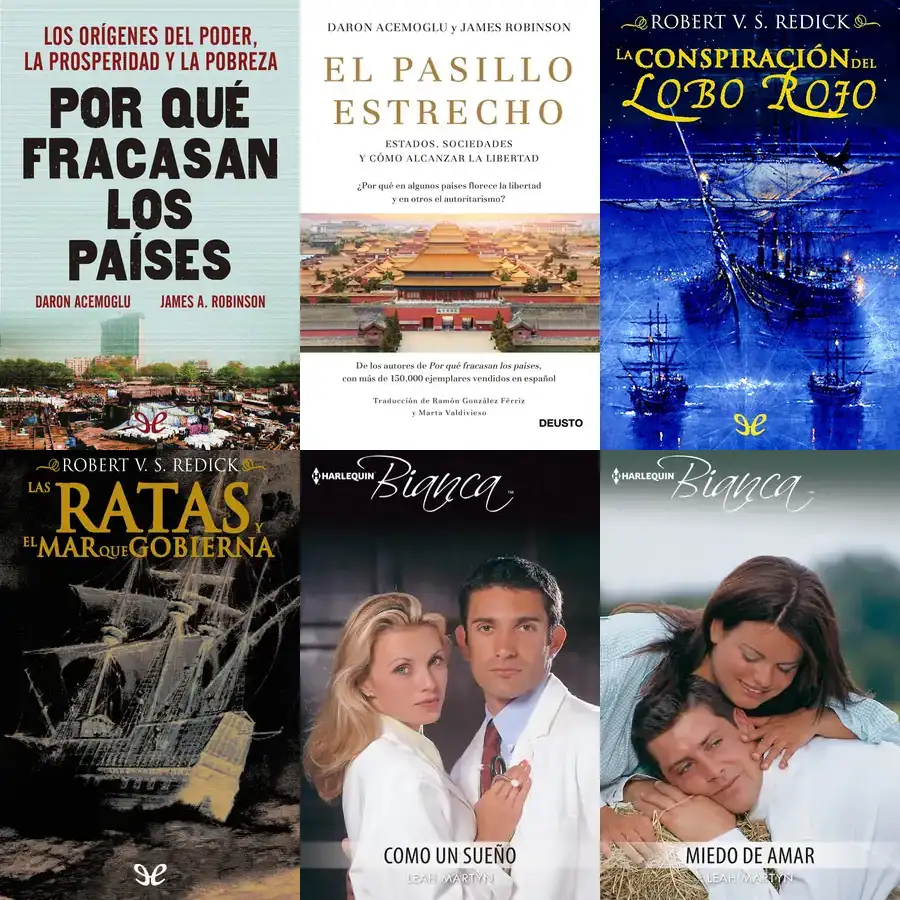 LOS ORÍGENES DEL PODER,
LA PROSPERIDAD Y LA POBREZA
POR QUÉ
FRACASAN
LOS
PAÍSES
DARON ACEMOGLU JAMES A. ROBINSON
DARON ACEMOGLU y JAMES ROBINSON
EL PASILLO
ESTRECHO
ESTADOS, SOCIEDADES
Y CÓMO ALCANZAR LA LIBERTAD
¿Por qué en algunos países florece la libertad
y en otros el autoritarismo?
De los autores de Por qué fracasan los países,
con más de 150.000 ejemplares vendidos en español
Traducción de Ramón González Férriz
y Marta Valdivieso
DEUSTO
ROBERT V. S. REDICK
LA CONSPIRACIÓN DEL
LOBO ROJO
ROBERT V. S. REDICK
LAS
RATAS Y
EL MAR QUE GOBIERNA
HARLEQUIN Bianca™
COMO UN SUEÑO
LEAH MARTYN
HARLEQUIN Bianca™
MIEDO DE AMAR
LEAH MARTYN